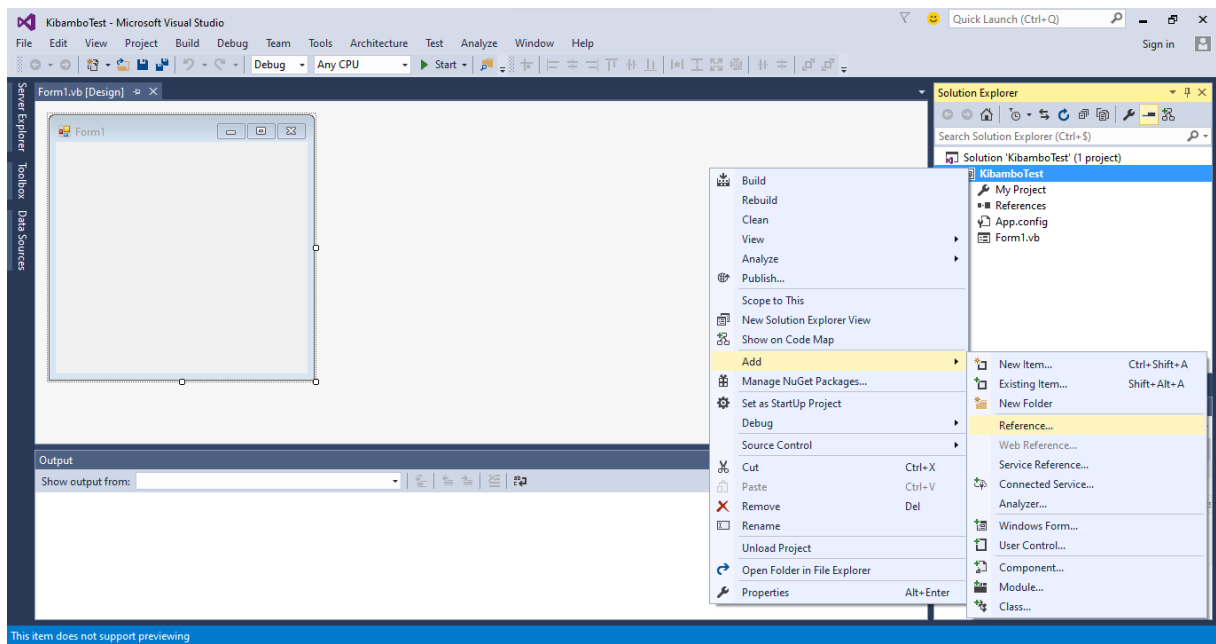 KibamboTest - Microsoft Visual Studio
Quick Launch (Ctrl+Q)
File Edit View Project Build Debug Team Tools Architecture Test Analyze Window Help
Sign in
Debug Any CPU Start
Server Explorer
Toolbox
Data Sources
Form1.vb [Design]
Form1
Solution Explorer
Search Solution Explorer (Ctrl+$)
Solution 'KibamboTest' (1 project)
KibamboTest
My Project
References
App.config
Form1.vb
Build
Rebuild
Clean
View
Analyze
Publish...
Scope to This
New Solution Explorer View
Show on Code Map
Add
Manage NuGet Packages...
Set as StartUp Project
Debug
Source Control
Cut Ctrl+X
Paste Ctrl+V
Remove Del
Rename
Unload Project
Open Folder in File Explorer
Properties Alt+Enter
New Item... Ctrl+Shift+A
Existing Item... Shift+Alt+A
New Folder
Reference...
Web Reference...
Service Reference...
Connected Service...
Analyzer...
Windows Form...
User Control...
Component...
Module...
Class...
Output
Show output from:
This item does not support previewing